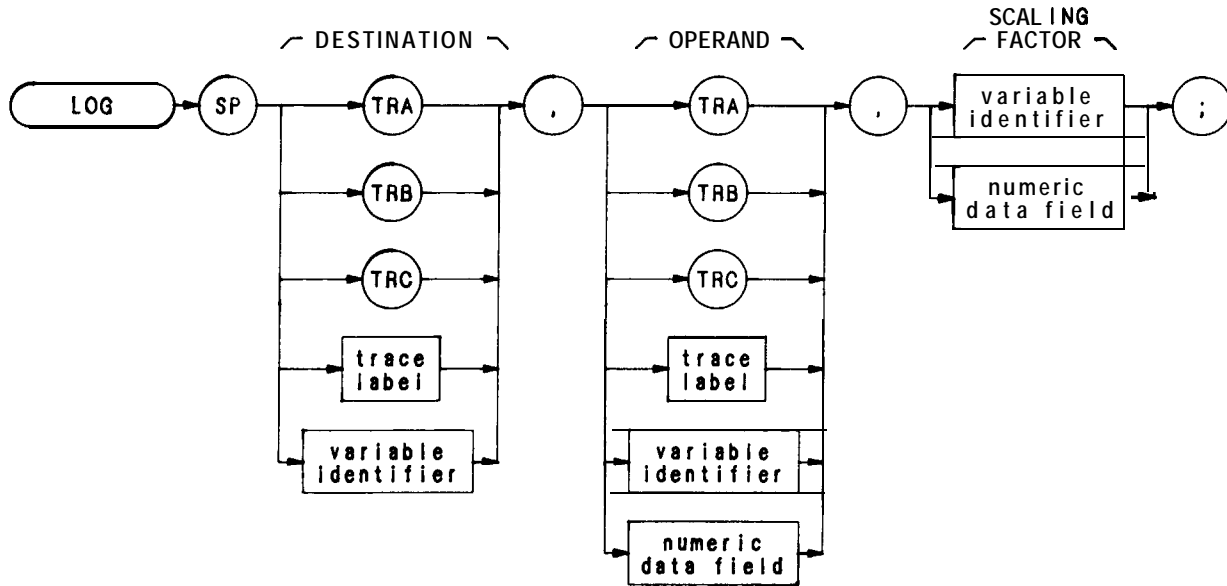 DESTINATION
OPERAND
SCALING
FACTOR
LOG
SP
TRA
,
TRA
,
variable
identifier
;
TRB
TRB
numeric
data field
TRC
TRC
trace
label
trace
label
variable
identifier
variable
identifier
numeric
data field